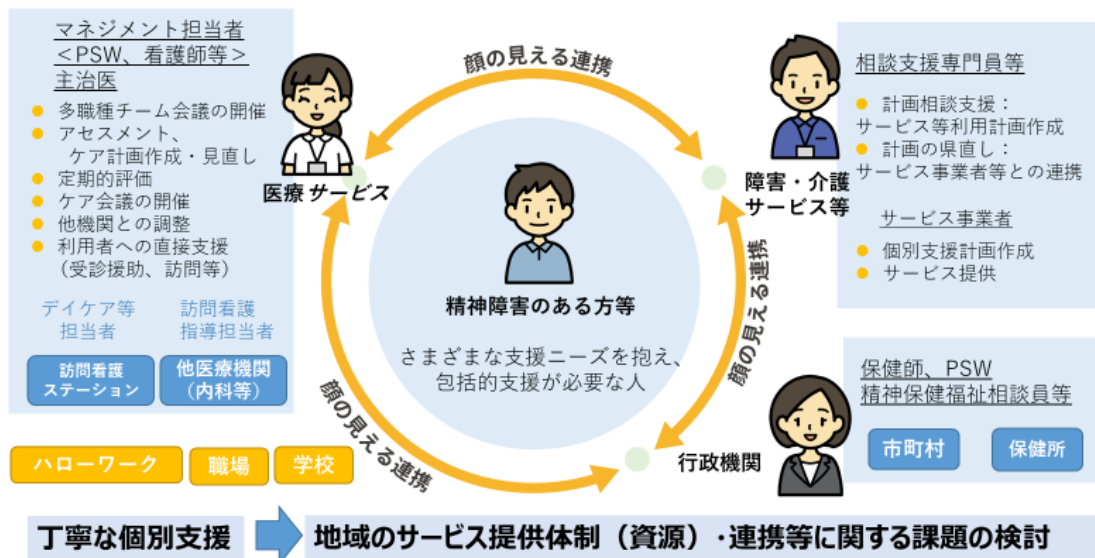 マネジメント担当者
<PSW、看護師等>
主治医
● 多職種チーム会議の開催
● アセスメント、
ケア計画作成・見直し
● 定期的評価
● ケア会議の開催
● 他機関との調整
● 利用者への直接支援
（受診援助、訪問等）
デイケア等
担当者
訪問看護
指導担当者
訪問看護
ステーション
他医療機関
（内科等）
医療サービス
顔の見える連携
顔の見える連携
顔の見える連携
精神障害のある方等
さまざまな支援ニーズを抱え、
包括的支援が必要な人
障害・介護
サービス等
相談支援専門員等
● 計画相談支援：
サービス等利用計画作成
● 計画の県直し：
サービス事業者等との連携
サービス事業者
● 個別支援計画作成
● サービス提供
行政機関
保健師、PSW
精神保健福祉相談員等
市町村
保健所
ハローワーク
職場
学校
丁寧な個別支援
地域のサービス提供体制（資源）・連携等に関する課題の検討